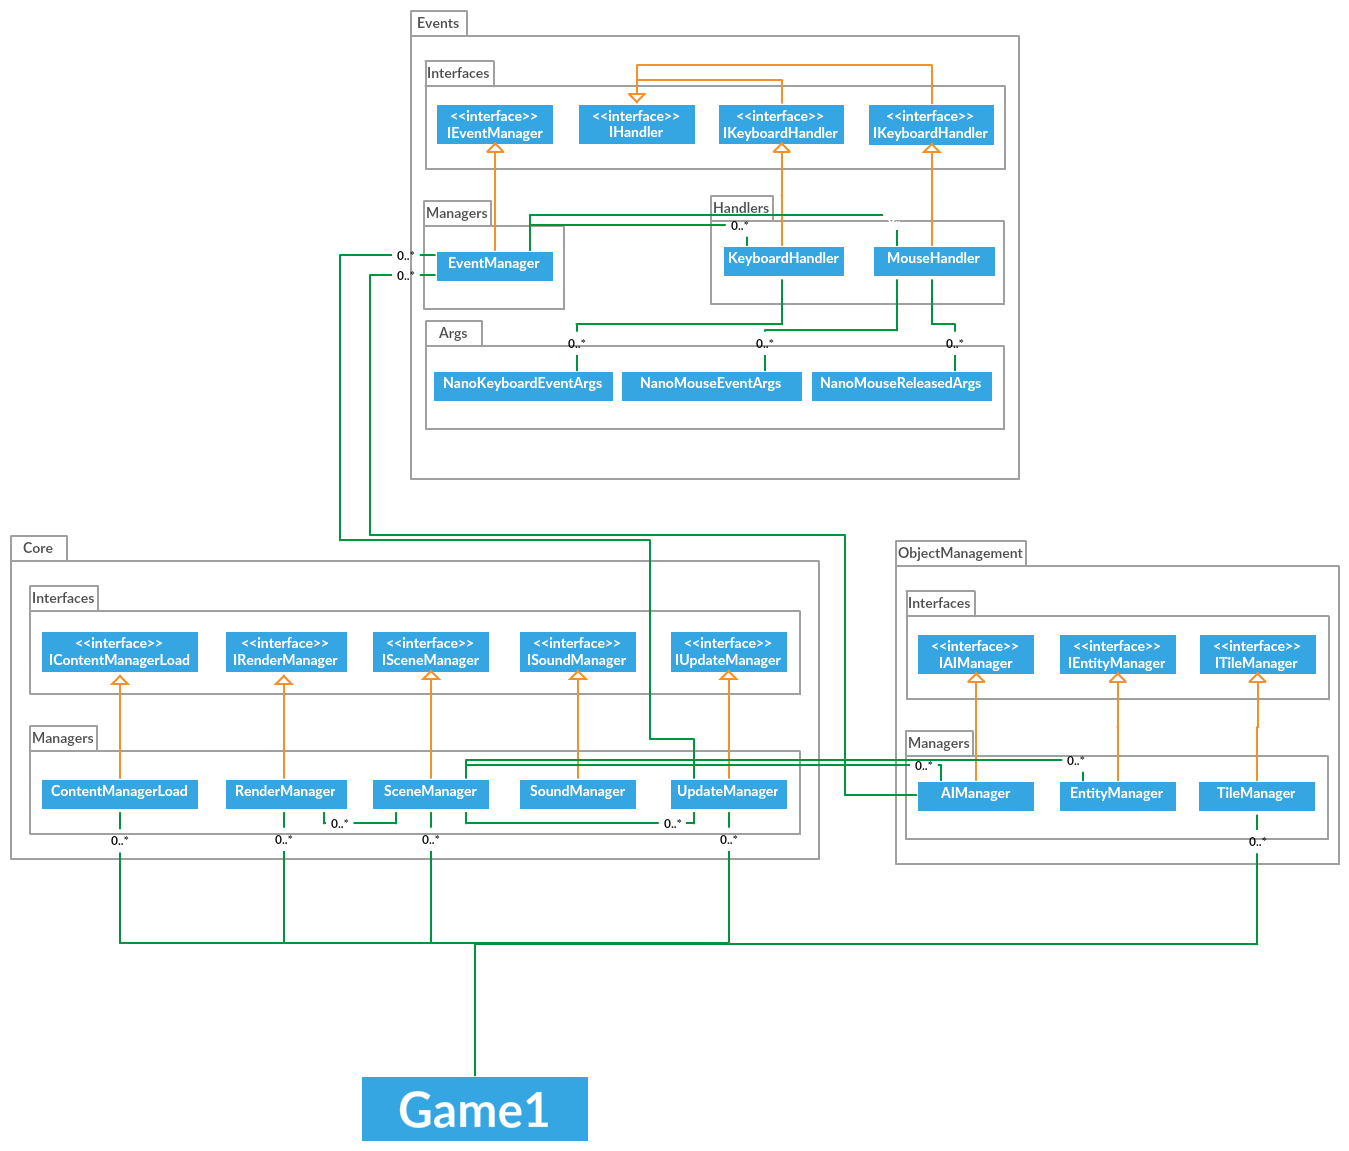 Events
Interfaces
<<interface>>
IEventManager
<<interface>>
IHandler
<<interface>>
IKeyboardHandler
<<interface>>
IKeyboardHandler
Managers
Handlers
0..*
EventManager
KeyboardHandler
MouseHandler
0..*
0..*
Args
0..*
0..*
0..*
NanoKeyboardEventArgs
NanoMouseEventArgs
NanoMouseReleasedArgs
Core
Interfaces
<<interface>>
IContentManagerLoad
<<interface>>
IRenderManager
<<interface>>
ISceneManager
<<interface>>
ISoundManager
<<interface>>
IUpdateManager
Managers
ContentManagerLoad
RenderManager
SceneManager
SoundManager
UpdateManager
0..*
0..*
0..*
0..*
0..*
0..*
ObjectManagement
Interfaces
<<interface>>
IAIManager
<<interface>>
IEntityManager
<<interface>>
ITileManager
Managers
0..*
0..*
AIManager
EntityManager
TileManager
0..*
Game1